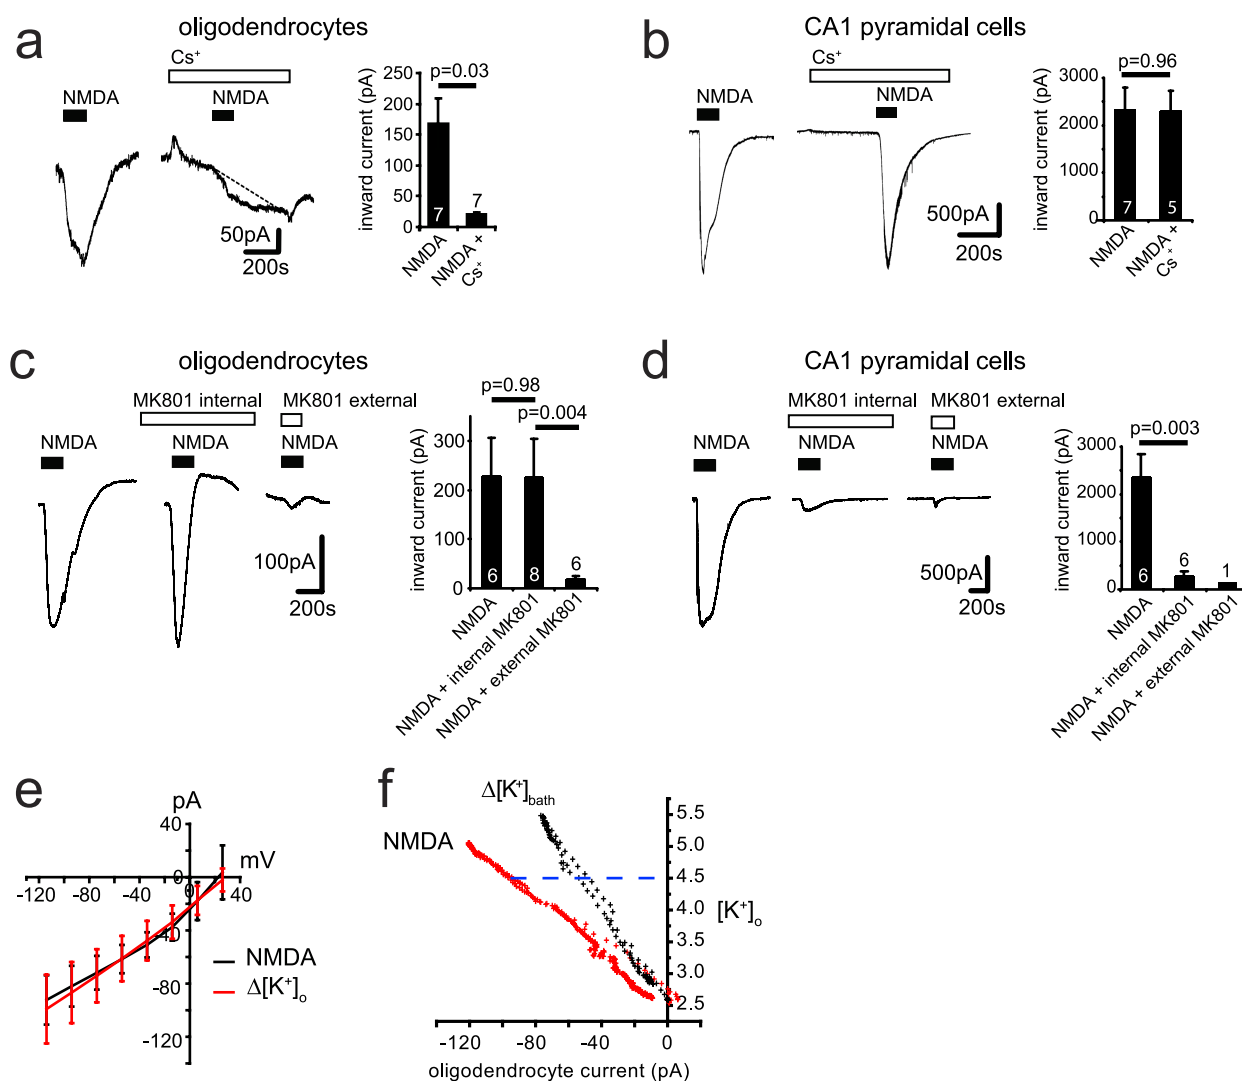 a
oligodendrocytes
Cs⁺
NMDA
NMDA
50pA
200s
inward current (pA)
250
200
150
100
50
0
p=0.03
7
7
NMDA
NMDA +
Cs⁺
b
CA1 pyramidal cells
Cs⁺
NMDA
NMDA
500pA
200s
inward current (pA)
3000
2500
2000
1500
1000
500
0
p=0.96
7
5
NMDA
NMDA +
Cs⁺
c
oligodendrocytes
MK801 internal
MK801 external
NMDA
NMDA
NMDA
100pA
200s
inward current (pA)
300
200
100
0
p=0.98
p=0.004
6
8
6
NMDA
NMDA + internal MK801
NMDA + external MK801
d
CA1 pyramidal cells
MK801 internal
MK801 external
NMDA
NMDA
NMDA
500pA
200s
inward current (pA)
3000
2000
1000
0
p=0.003
6
6
1
NMDA
NMDA + internal MK801
NMDA + external MK801
e
pA
40
0
-40
-80
-120
mV
-120
-80
-40
0
40
NMDA
Δ[K⁺]ₒ
f
Δ[K⁺]bath
NMDA
5.5
5.0
4.5
4.0
3.5
3.0
2.5
[K⁺]ₒ
-120
-80
-40
0
oligodendrocyte current (pA)